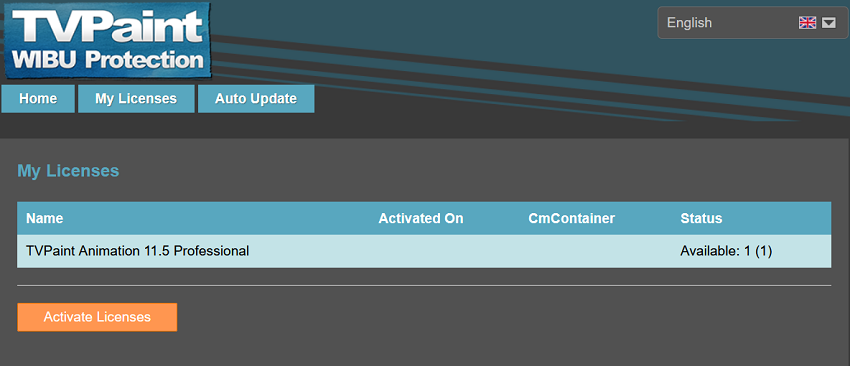 TVPaint
WIBU Protection
English
Home My Licenses Auto Update
My Licenses
Name Activated On CmContainer Status
TVPaint Animation 11.5 Professional Available: 1 (1)
Activate Licenses